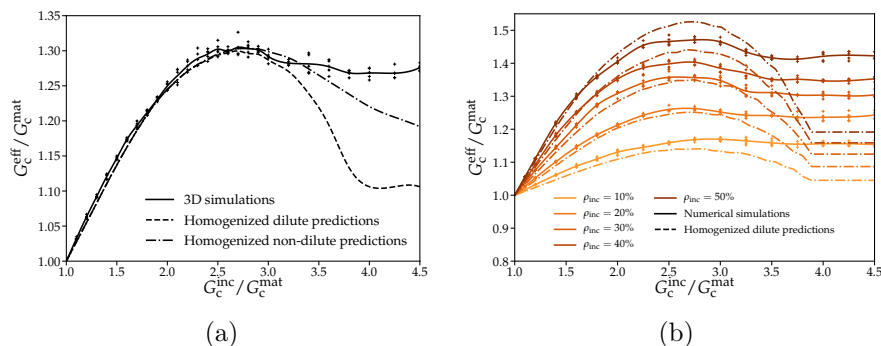 1.35
1.30
1.25
1.20
1.15
1.10
1.05
1.00
G^eff / G_c^mat
3D simulations
Homogenized dilute predictions
Homogenized non-dilute predictions
1.0 1.5 2.0 2.5 3.0 3.5 4.0 4.5
G_c^inc / G_c^mat
(a)
1.5
1.4
1.3
1.2
1.1
1.0
0.9
0.8
G_c^eff / G_c^mat
ρ_inc = 10% ρ_inc = 50%
ρ_inc = 20% Numerical simulations
ρ_inc = 30% Homogenized dilute predictions
ρ_inc = 40%
1.0 1.5 2.0 2.5 3.0 3.5 4.0 4.5
G_c^inc / G_c^mat
(b)